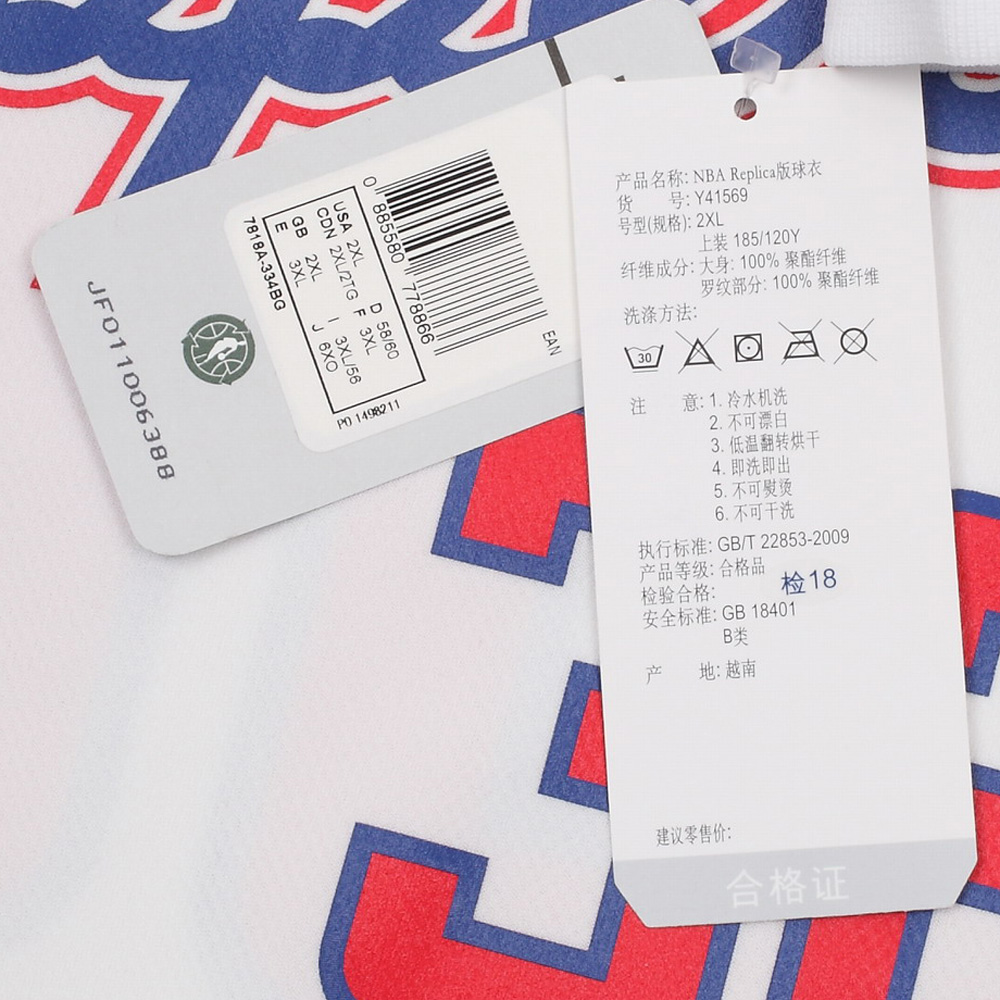 JF011006388
0 885580 778866
EAN
USA 2XL D 58/60
CDN 2XL/2TG F 3XL
GB 2XL I 3XL/56
E 3XL J 6XO
7818A-334BG
产品名称: NBA Replica版球衣
货 号: Y41569
号型(规格): 2XL
上装 185/120Y
纤维成分: 大身: 100% 聚酯纤维
罗纹部分: 100% 聚酯纤维
洗涤方法:
30
注 意: 1. 冷水机洗
2. 不可漂白
3. 低温翻转烘干
4. 即洗即出
5. 不可熨烫
6. 不可干洗
执行标准: GB/T 22853-2009
产品等级: 合格品
检验合格: 检18
安全标准: GB 18401
B类
产 地: 越南
建议零售价:
合格证